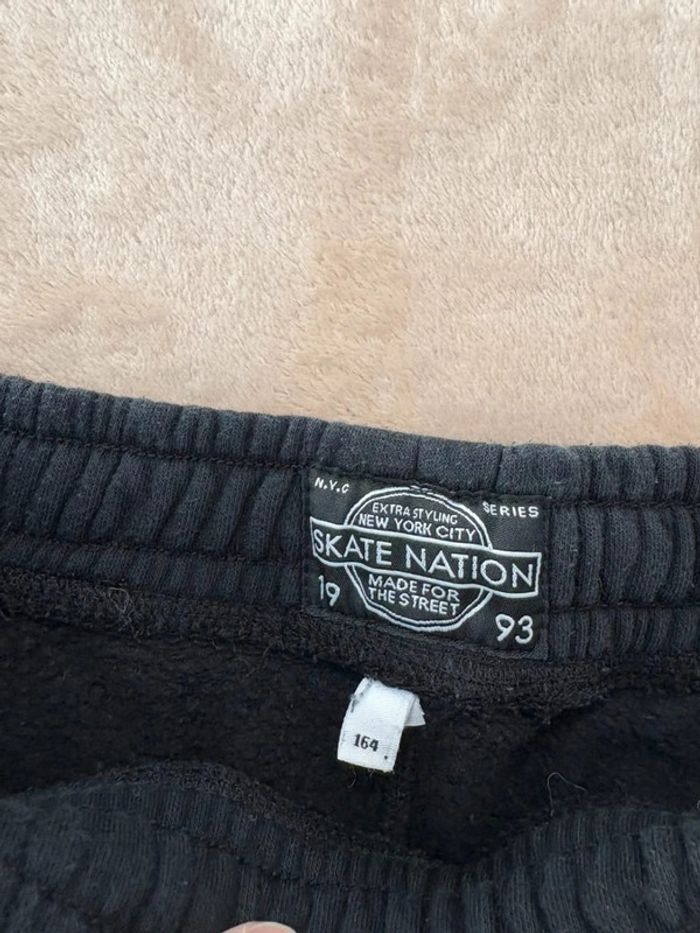 N.Y.C SERIES
EXTRA STYLING
NEW YORK CITY
SKATE NATION
MADE FOR
THE STREET
19 93
164